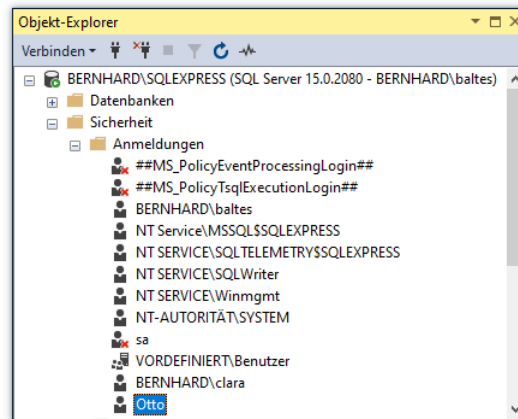 Objekt-Explorer
Verbinden
BERNHARD\SQLEXPRESS (SQL Server 15.0.2080 - BERNHARD\baltes)
Datenbanken
Sicherheit
Anmeldungen
##MS_PolicyEventProcessingLogin##
##MS_PolicyTsqlExecutionLogin##
BERNHARD\baltes
NT Service\MSSQL$SQLEXPRESS
NT SERVICE\SQLTELEMETRY$SQLEXPRESS
NT SERVICE\SQLWriter
NT SERVICE\Winmgmt
NT-AUTORITÄT\SYSTEM
sa
VORDEFINIERT\Benutzer
BERNHARD\clara
Otto